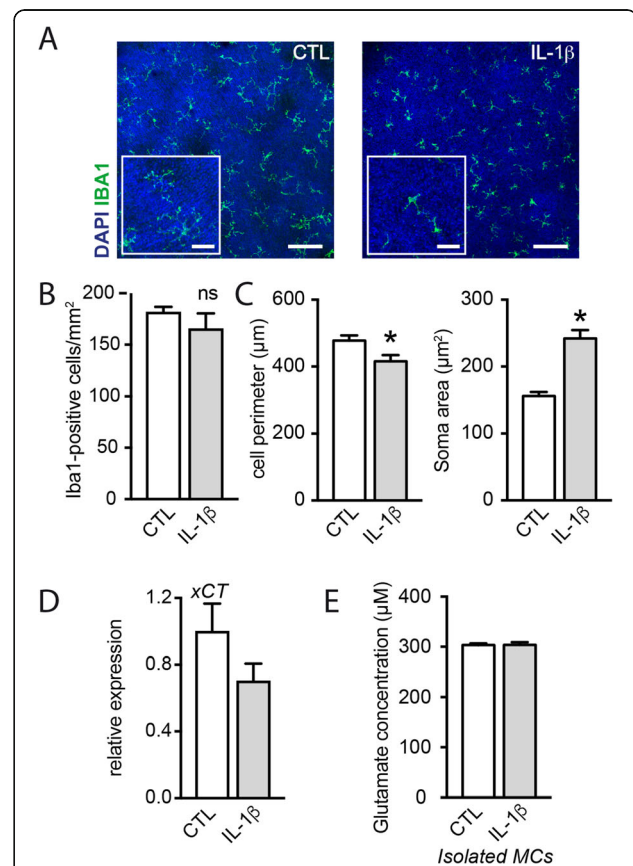 A
CTL
IL-1β
DAPI IBA1
B
Iba1-positive cells/mm²
200
150
100
50
0
ns
CTL
IL-1β
C
cell perimeter (µm)
600
400
200
0
*
CTL
IL-1β
Soma area (µm²)
300
200
100
0
*
CTL
IL-1β
D
relative expression
1.2
0.8
0.4
0.0
xCT
CTL
IL-1β
E
Glutamate concentration (µM)
400
300
200
100
0
CTL
IL-1β
Isolated MCs